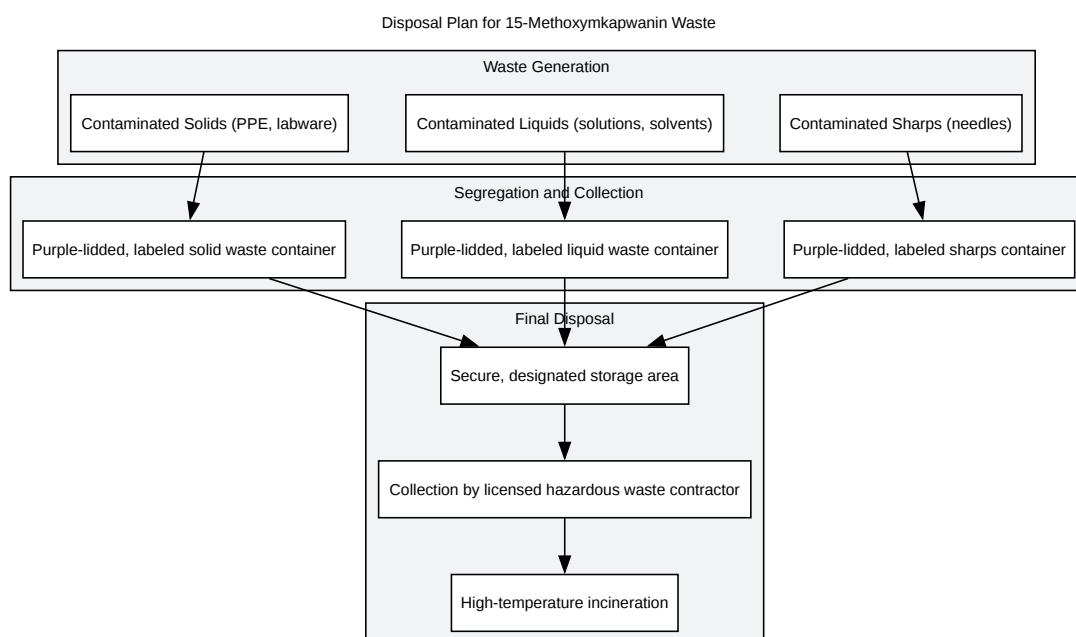 Disposal Plan for 15-Methoxymkapwanin Waste
Waste Generation
Contaminated Solids (PPE, labware)
Contaminated Liquids (solutions, solvents)
Contaminated Sharps (needles)
Segregation and Collection
Purple-lidded, labeled solid waste container
Purple-lidded, labeled liquid waste container
Purple-lidded, labeled sharps container
Final Disposal
Secure, designated storage area
Collection by licensed hazardous waste contractor
High-temperature incineration